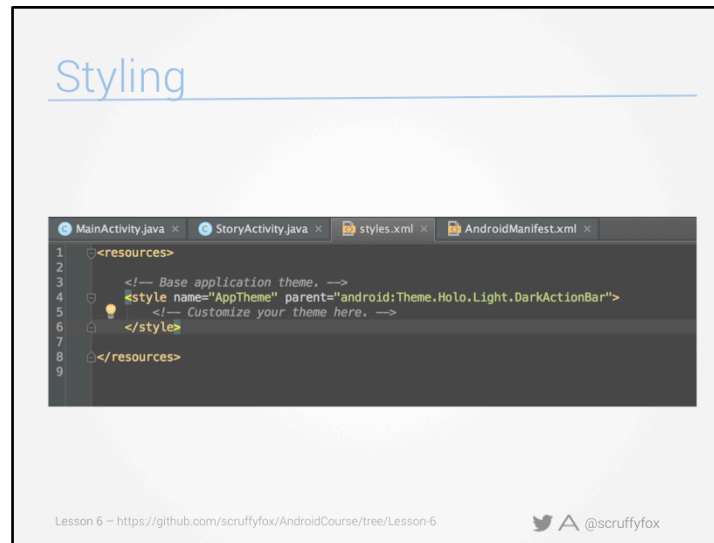 Styling
MainActivity.java × StoryActivity.java × styles.xml × AndroidManifest.xml ×
1 <resources>
2
3 <!-- Base application theme. -->
4 <style name="AppTheme" parent="android:Theme.Holo.Light.DarkActionBar">
5 <!-- Customize your theme here. -->
6 </style>
7
8 </resources>
9
Lesson 6 – https://github.com/scruffyfox/AndroidCourse/tree/Lesson-6 @scruffyfox